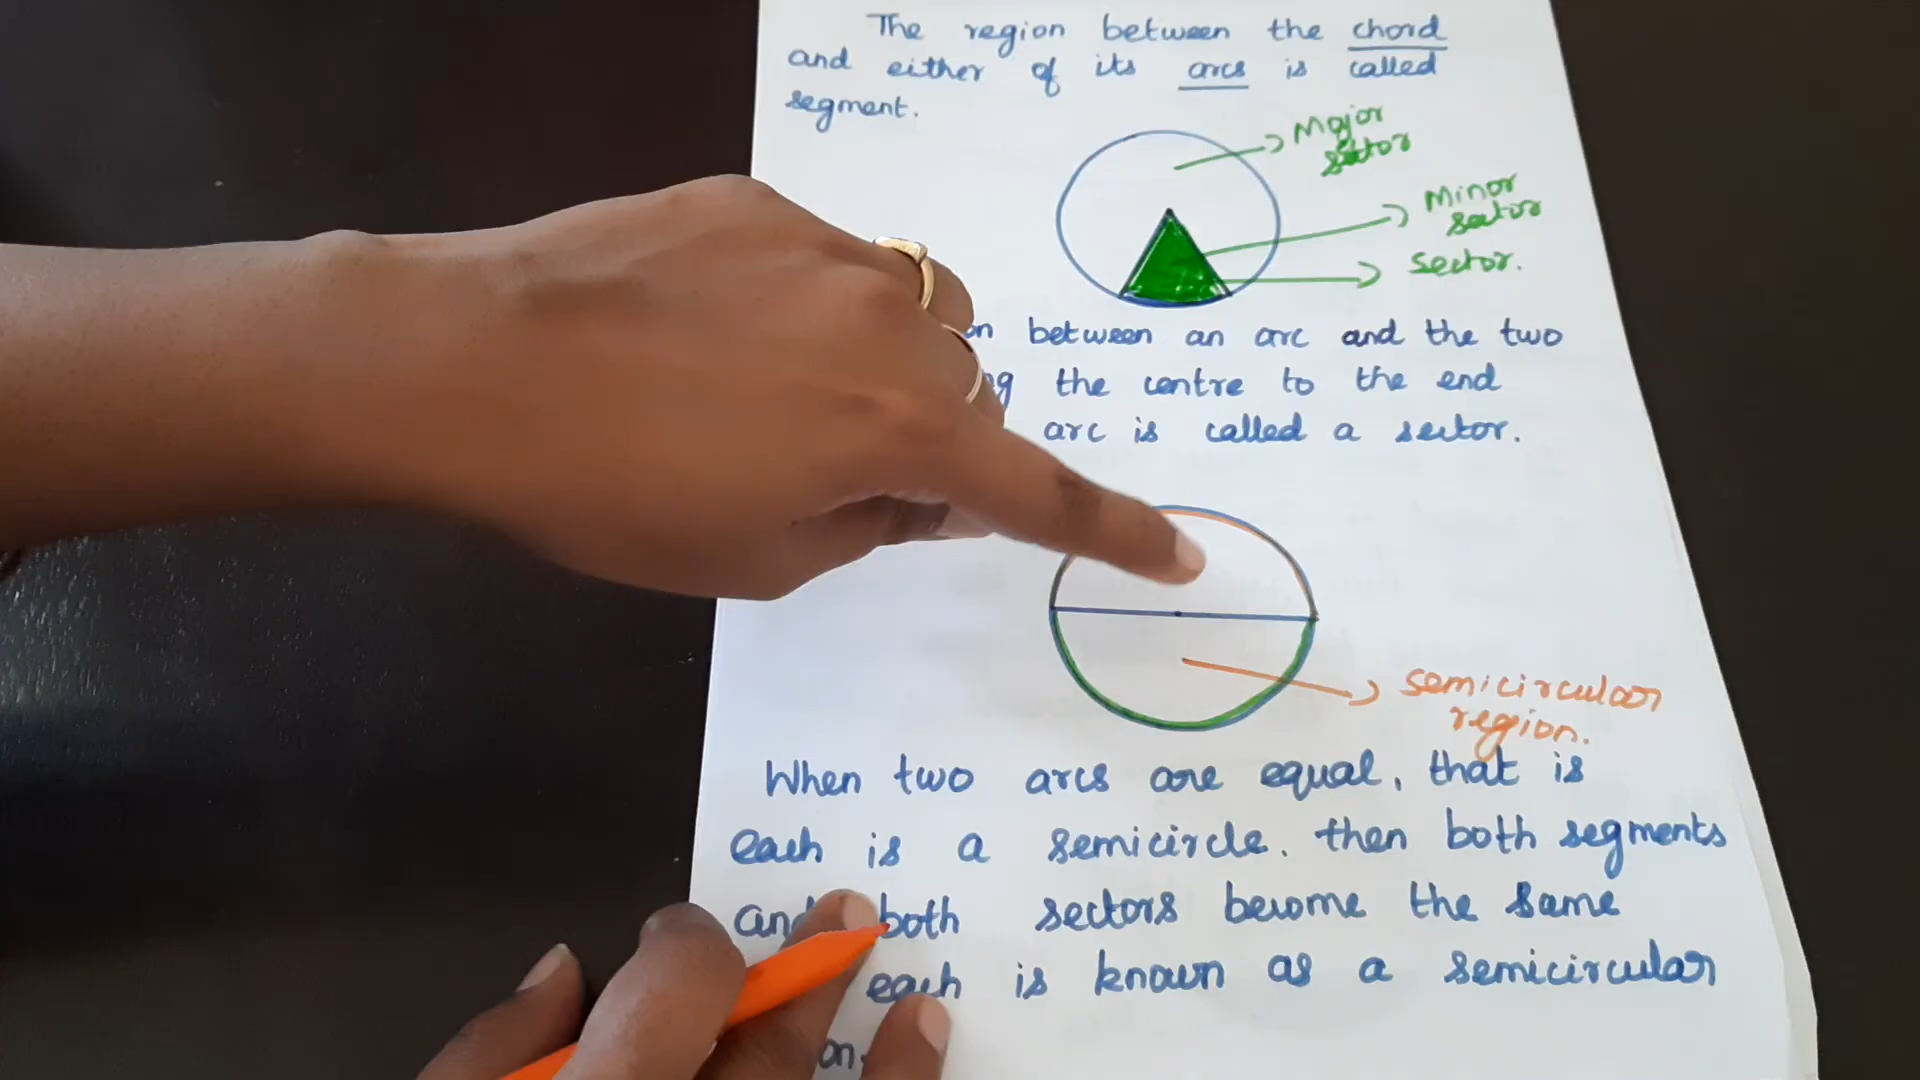 The region between the chord
and either of its arcs is called
segment.
Major
sector
Minor
sector
sector.
between an arc and the two
the centre to the end
arc is called a sector.
semicircular
region.
When two arcs are equal, that is
each is a semicircle. then both segments
and both sectors become the same
each is known as a semicircular